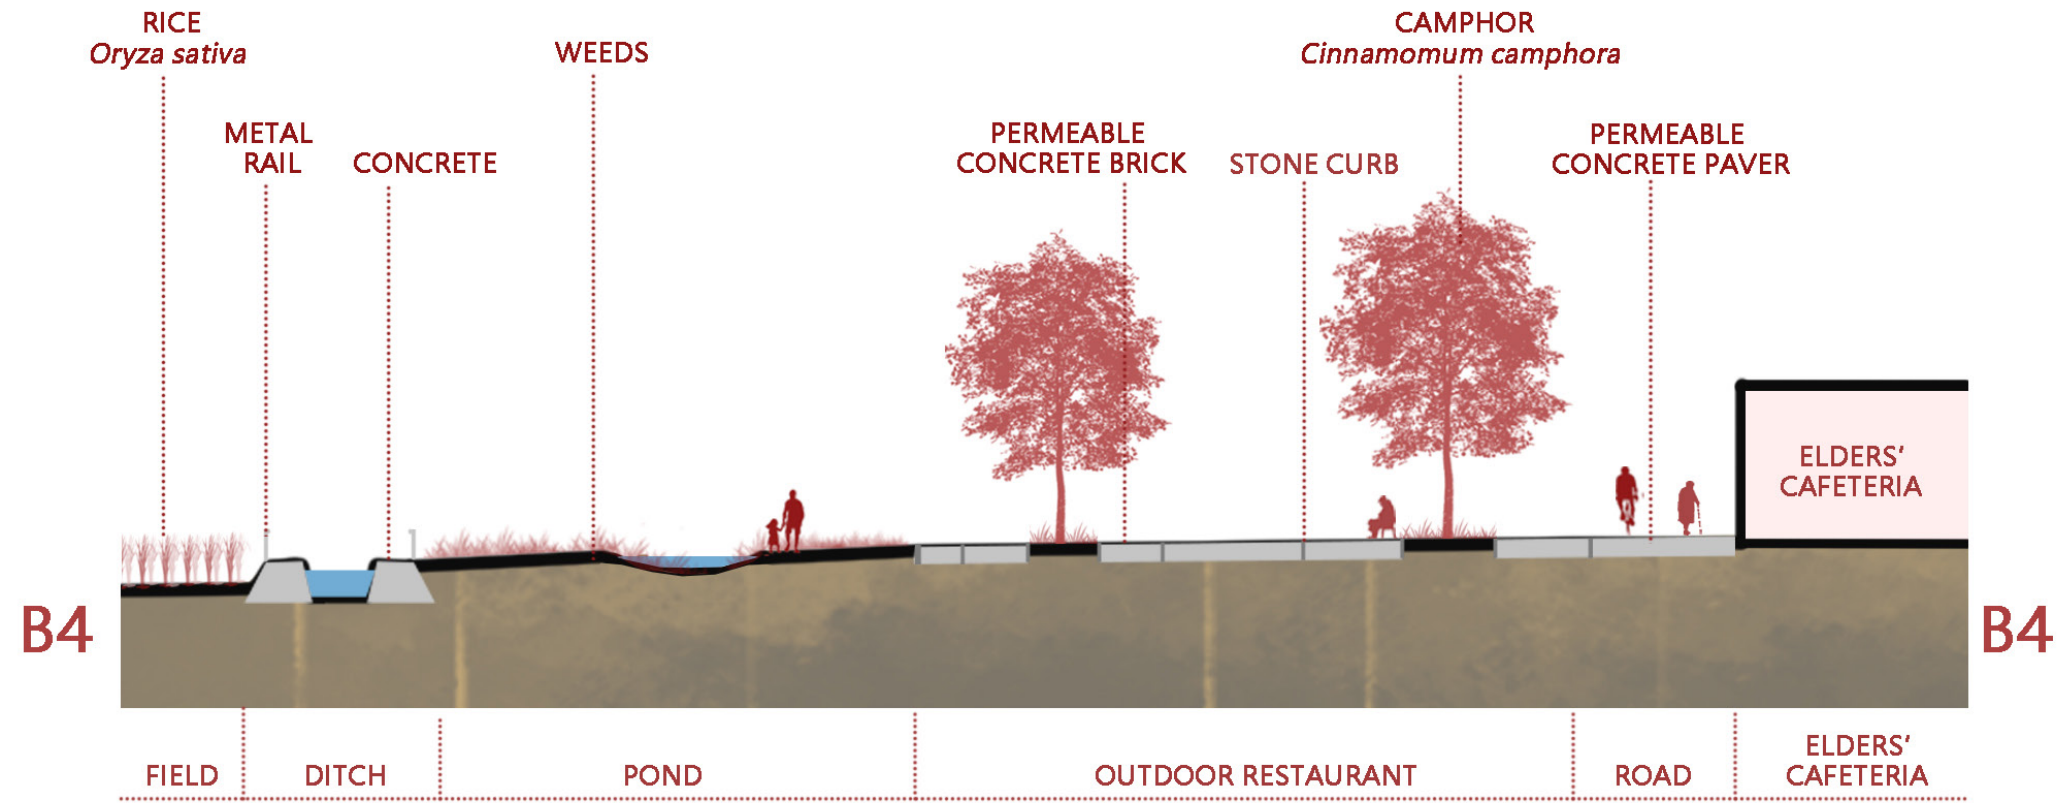 RICE
Oryza sativa
WEEDS
CAMPHOR
Cinnamomum camphora
METAL
RAIL
CONCRETE
PERMEABLE
CONCRETE BRICK
STONE CURB
PERMEABLE
CONCRETE PAVER
ELDERS’
CAFETERIA
B4
B4
FIELD
DITCH
POND
OUTDOOR RESTAURANT
ROAD
ELDERS’
CAFETERIA